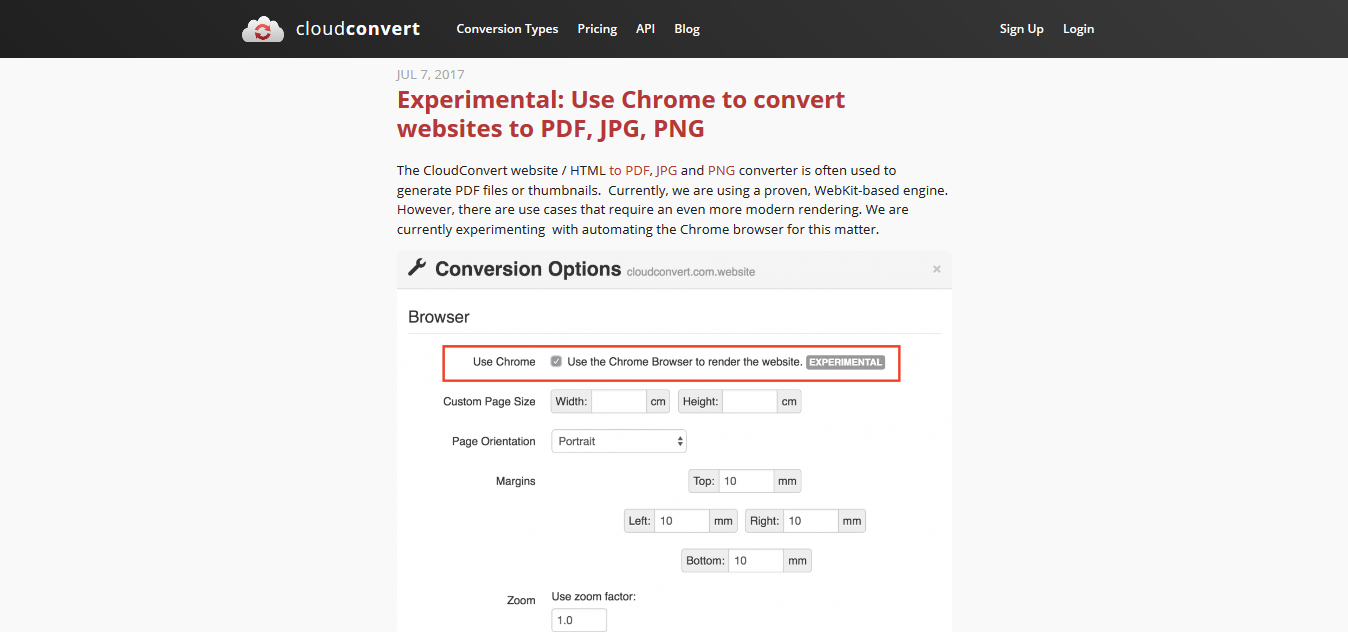 cloudconvert Conversion Types Pricing API Blog Sign Up Login
JUL 7, 2017
Experimental: Use Chrome to convert
websites to PDF, JPG, PNG
The CloudConvert website / HTML to PDF, JPG and PNG converter is often used to
generate PDF files or thumbnails.  Currently, we are using a proven, WebKit-based engine.
However, there are use cases that require an even more modern rendering. We are
currently experimenting  with automating the Chrome browser for this matter.
Conversion Options cloudconvert.com.website ×
Browser
Use Chrome Use the Chrome Browser to render the website. EXPERIMENTAL
Custom Page Size Width: cm Height: cm
Page Orientation Portrait
Margins Top: 10 mm
Left: 10 mm Right: 10 mm
Bottom: 10 mm
Zoom Use zoom factor:
1.0